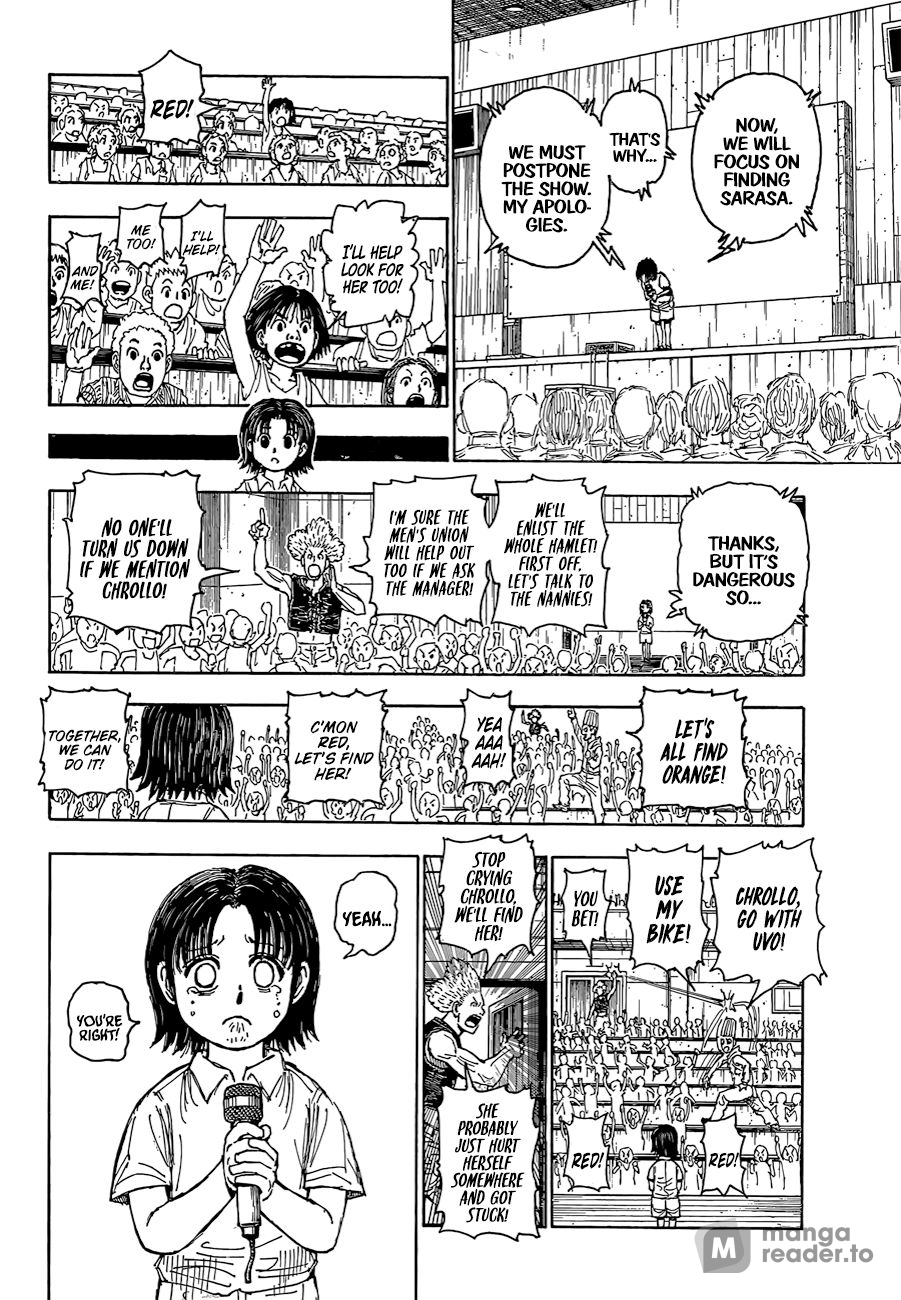 NOW,
WE WILL
FOCUS ON
FINDING
SARASA.
THAT'S
WHY...
WE MUST
POSTPONE
THE SHOW.
MY APOLO-
GIES.
RED!
I'LL HELP
LOOK FOR
HER TOO!
I'LL
HELP!
ME
TOO!
AND
ME!
THANKS,
BUT IT'S
DANGEROUS
SO...
WE'LL
ENLIST THE
WHOLE HAMLET!
FIRST OFF,
LET'S TALK TO
THE NANNIES!
I'M SURE THE
MEN'S UNION
WILL HELP OUT
TOO IF WE ASK
THE MANAGER!
NO ONE'LL
TURN US DOWN
IF WE MENTION
CHROLLO!
LET'S
ALL FIND
ORANGE!
YEA
AAA
AAH!
C'MON
RED,
LET'S FIND
HER!
TOGETHER,
WE CAN
DO IT!
CHROLLO,
GO WITH
UVO!
USE
MY
BIKE!
YOU
BET!
RED!
RED!
STOP
CRYING
CHROLLO,
WE'LL FIND
HER!
SHE
PROBABLY
JUST HURT
HERSELF
SOMEWHERE
AND GOT
STUCK!
YEAH...
YOU'RE
RIGHT!
M manga
reader.to